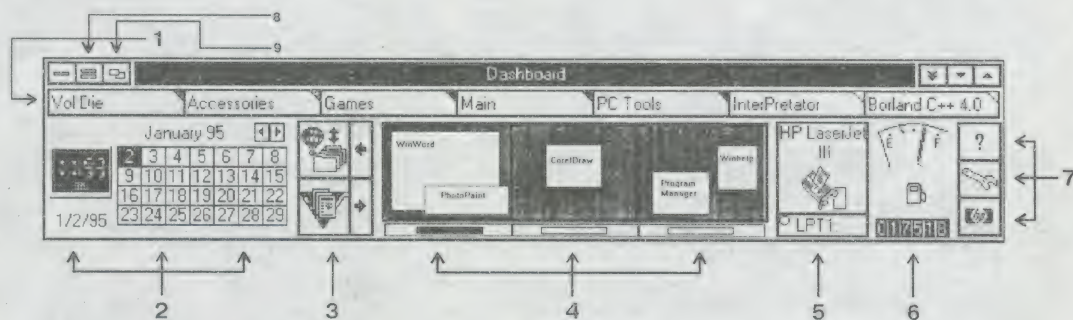 8
1
9
Dashboard
Vol Die Accessories Games Main PC Tools InterPretator Borland C++ 4.0
January 95
2 3 4 5 6 7 8
9 10 11 12 13 14 15
16 17 18 19 20 21 22
23 24 25 26 27 28 29
1/2/95
WinWord
PhotoPaint
CorelDraw
Program
Manager
Winhelp
HP LaserJet
IIi
LPT1
E F
?
7
2 3 4 5 6